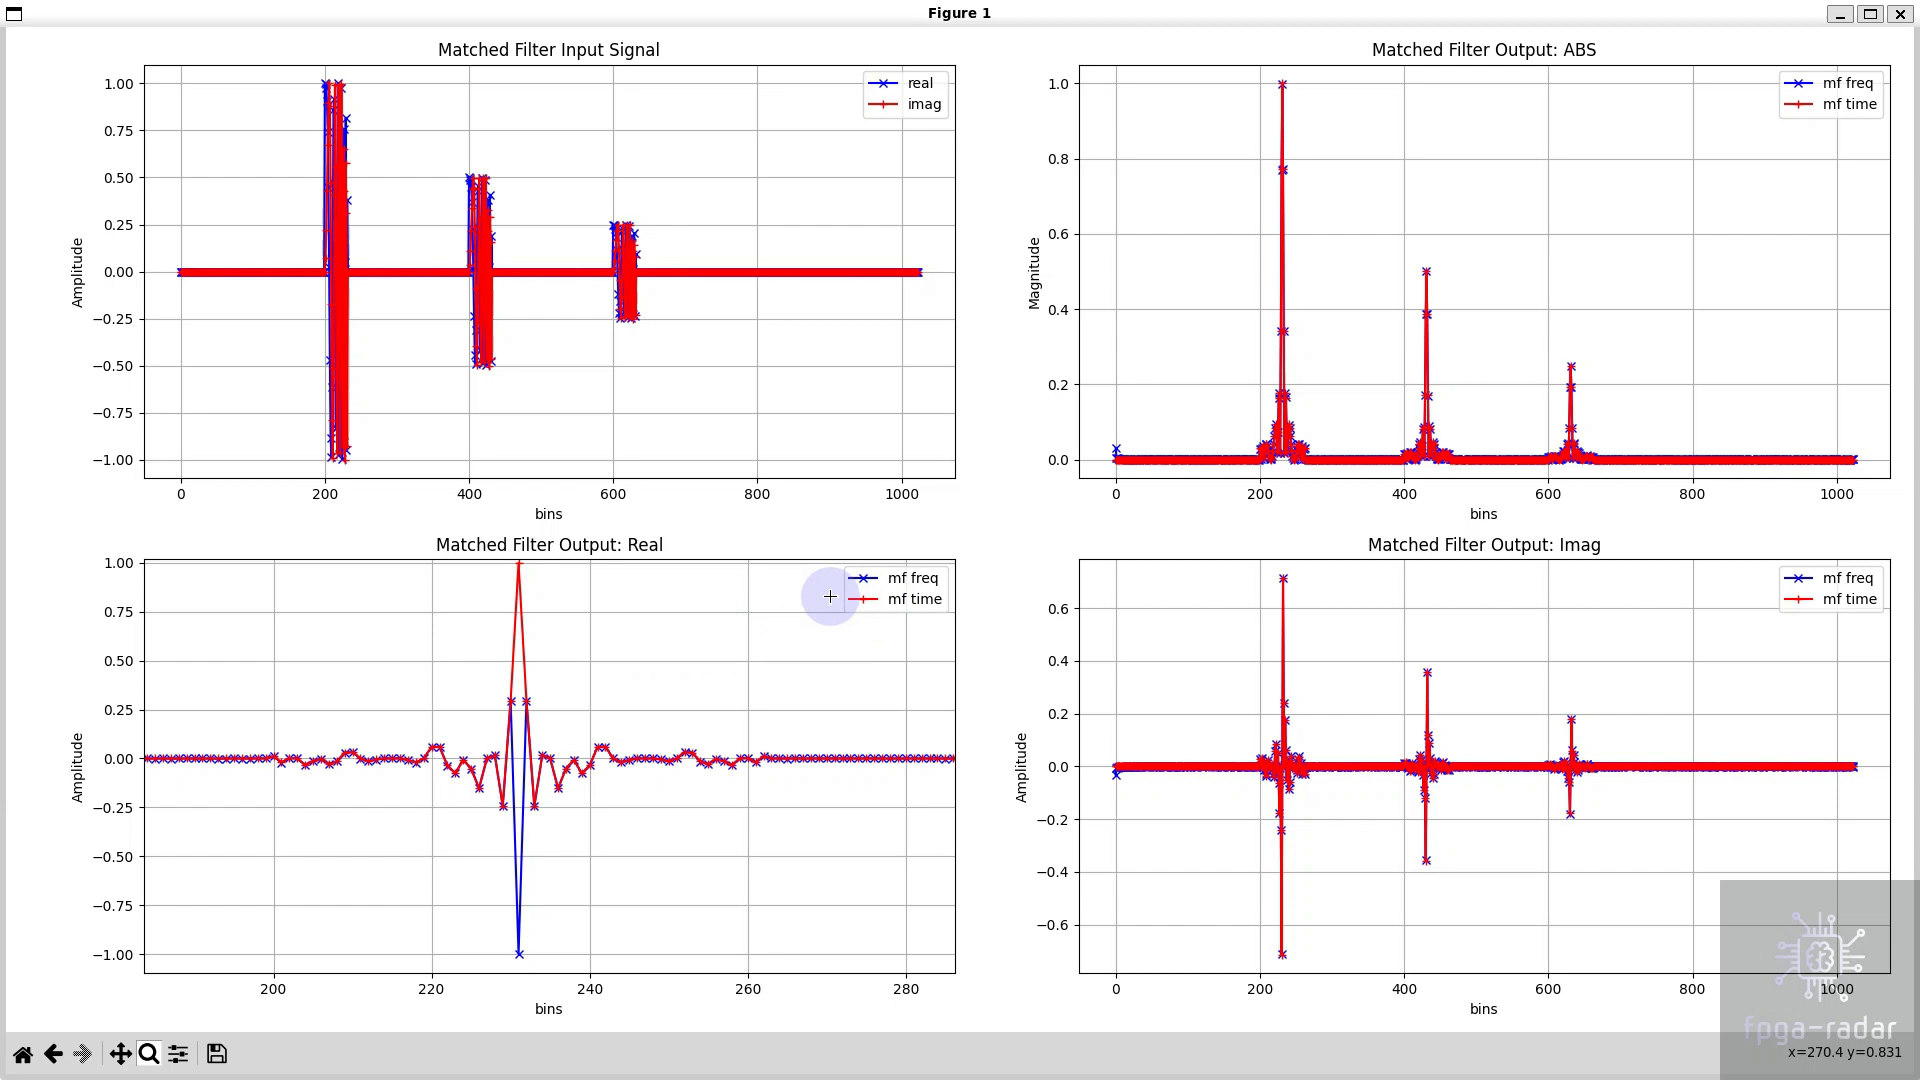 Figure 1
Matched Filter Input Signal
1.00
0.75
0.50
0.25
0.00
−0.25
−0.50
−0.75
−1.00
Amplitude
real
imag
0 200 400 600 800 1000
bins
Matched Filter Output: ABS
1.0
0.8
0.6
0.4
0.2
0.0
Magnitude
mf freq
mf time
0 200 400 600 800 1000
bins
Matched Filter Output: Real
1.00
0.75
0.50
0.25
0.00
−0.25
−0.50
−0.75
−1.00
Amplitude
mf freq
mf time
200 220 240 260 280
bins
Matched Filter Output: Imag
0.6
0.4
0.2
0.0
−0.2
−0.4
−0.6
Amplitude
mf freq
mf time
0 200 400 600 800 1000
bins
fpga-radar
x=270.4 y=0.831